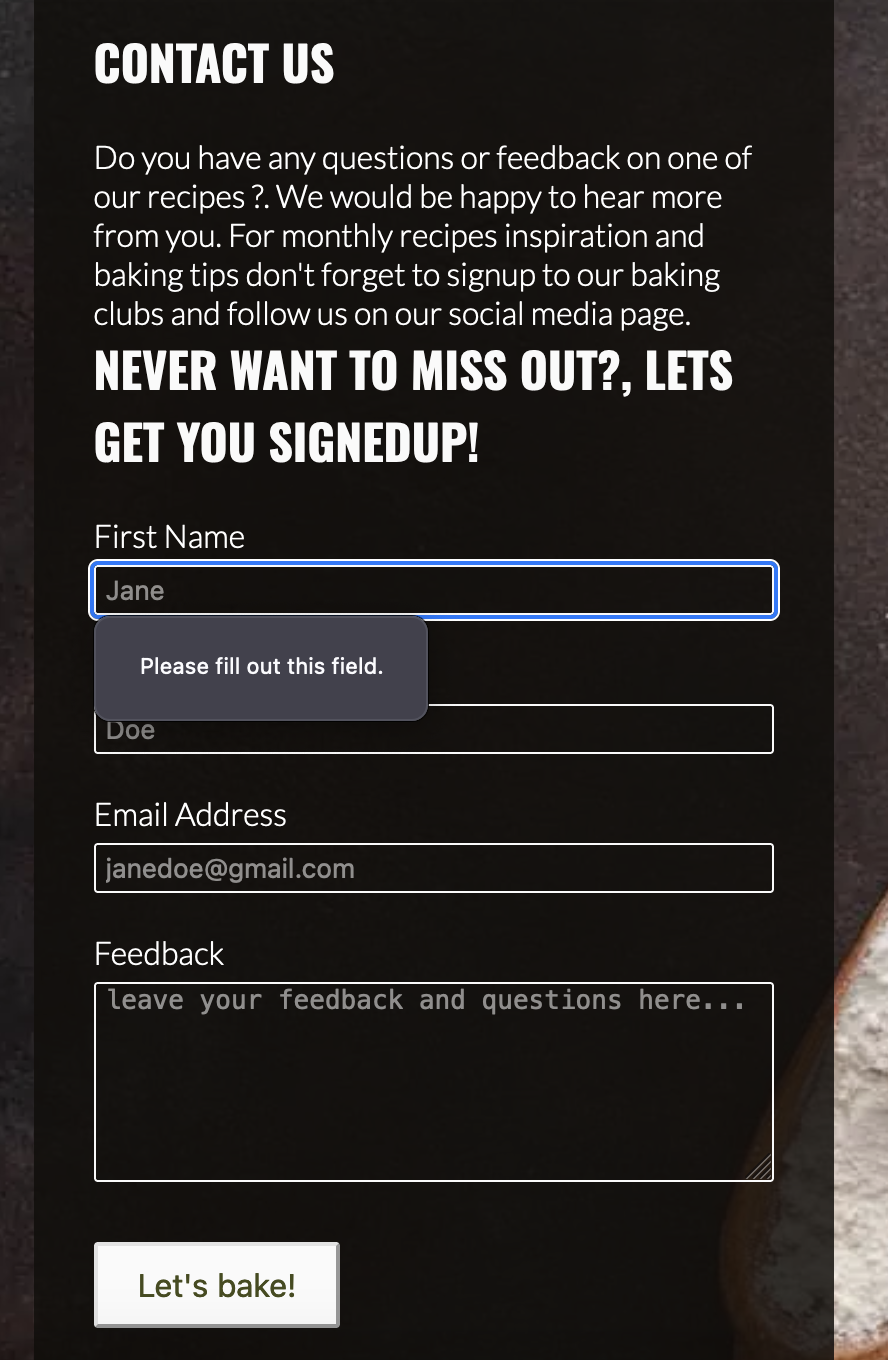 CONTACT US
Do you have any questions or feedback on one of
our recipes ?. We would be happy to hear more
from you. For monthly recipes inspiration and
baking tips don't forget to signup to our baking
clubs and follow us on our social media page.
NEVER WANT TO MISS OUT?, LETS
GET YOU SIGNEDUP!
First Name
Jane
Please fill out this field.
Doe
Email Address
janedoe@gmail.com
Feedback
leave your feedback and questions here...
Let's bake!